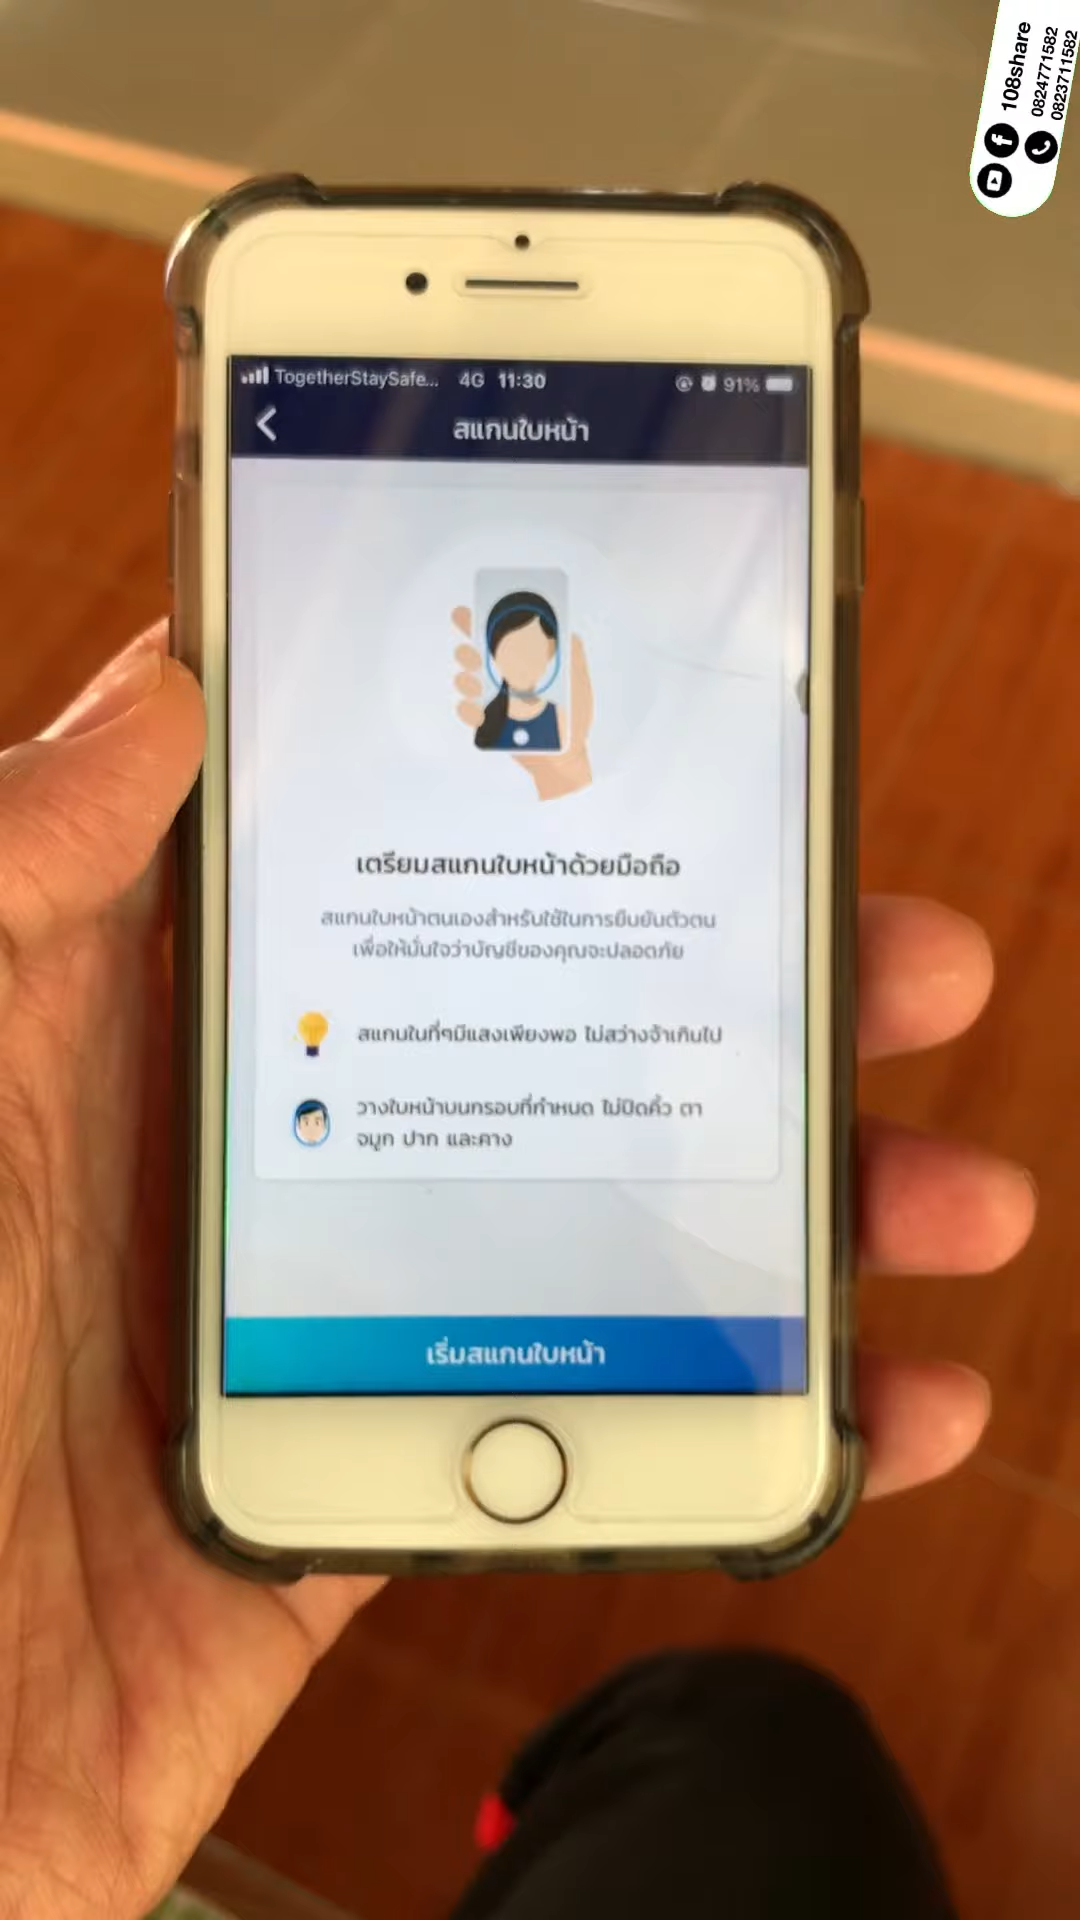 108share
0824771582
0823711582
TogetherStaySafe... 4G 11:30 91%
สแกนใบหน้า
เตรียมสแกนใบหน้าด้วยมือถือ
สแกนใบหน้าตนเองสำหรับใช้ในการยืนยันตัวตน
เพื่อให้มั่นใจว่าบัญชีของคุณจะปลอดภัย
สแกนในที่ๆมีแสงเพียงพอ ไม่สว่างจ้าเกินไป
วางใบหน้าบนกรอบที่กำหนด ไม่ปิดคิ้ว ตา
จมูก ปาก และคาง
เริ่มสแกนใบหน้า